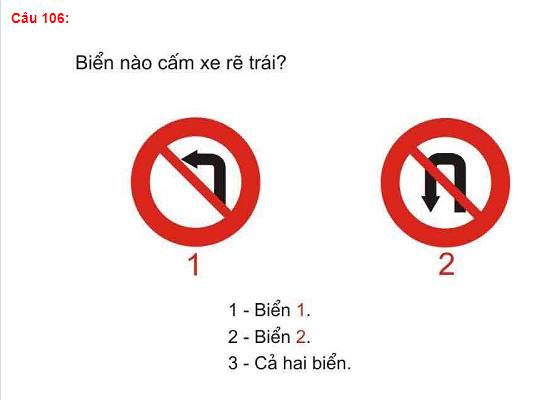 Câu 106:
Biển nào cấm xe rẽ trái?
1 2
1 - Biển 1.
2 - Biển 2.
3 - Cả hai biển.